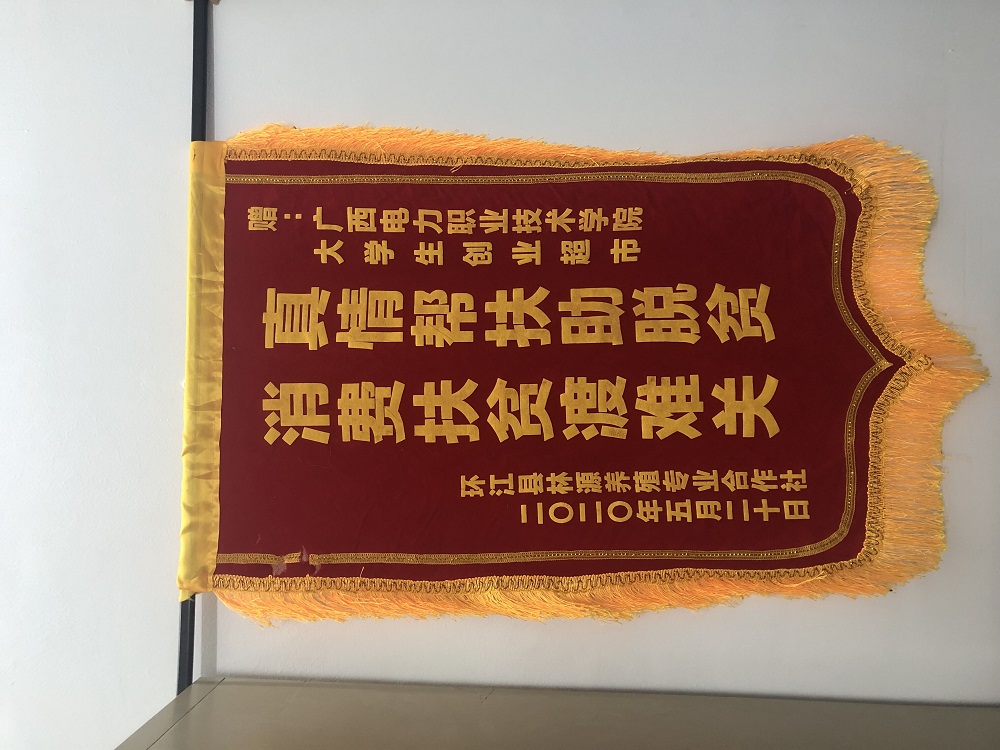 赠：广西电力职业技术学院
大学生创业超市
真情帮扶助脱贫
消费扶贫渡难关
环江县林源养殖专业合作社
二〇二〇年五月二十日